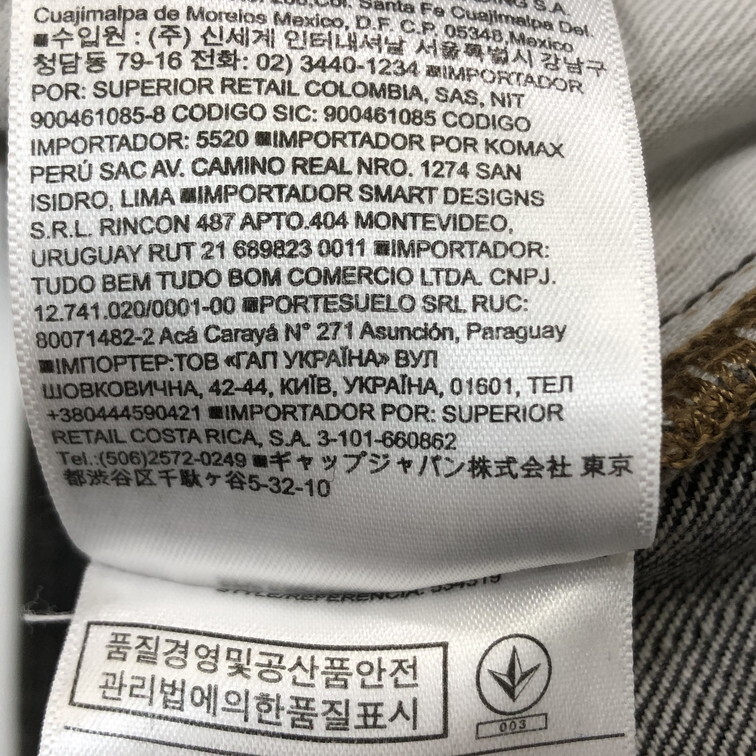 ING S.A.
Cuajimalpa de Morelos Mexico, D.F. C.P. 05348, Mexico
Col. Santa Fe Cuajimalpa Del.
■수입원 : (주) 신세계 인터내셔날 서울특별시 강남구
청담동 79-16 전화: 02) 3440-1234 ■IMPORTADOR
POR: SUPERIOR RETAIL COLOMBIA, SAS, NIT
900461085-8 CODIGO SIC: 900461085 CODIGO
IMPORTADOR: 5520 ■IMPORTADOR POR KOMAX
PERÚ SAC AV. CAMINO REAL NRO. 1274 SAN
ISIDRO, LIMA ■IMPORTADOR SMART DESIGNS
S.R.L. RINCON 487 APTO.404 MONTEVIDEO,
URUGUAY RUT 21 689823 0011 ■IMPORTADOR:
TUDO BEM TUDO BOM COMERCIO LTDA. CNPJ.
12.741.020/0001-00 ■PORTESUELO SRL RUC:
80071482-2 Acá Carayá N° 271 Asunción, Paraguay
■ІМПОРТЕР:ТОВ «ГАП УКРАЇНА» ВУЛ
ШОВКОВИЧНА, 42-44, КИЇВ, УКРАЇНА, 01601, ТЕЛ
+380444590421 ■IMPORTADOR POR: SUPERIOR
RETAIL COSTA RICA, S.A. 3-101-660862
Tel.:(506)2572-0249 ■ギャップジャパン株式会社 東京
都渋谷区千駄ヶ谷5-32-10
STYLE/REFERENCIA: 554519
품질경영및공산품안전
관리법에의한품질표시
003